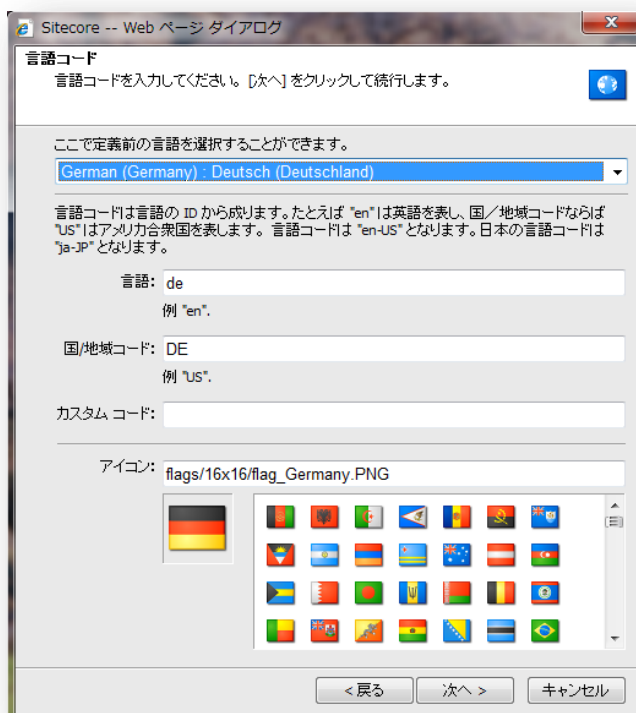 Sitecore -- Web ページ ダイアログ
言語コード
言語コードを入力してください。[次へ] をクリックして続行します。
ここで定義前の言語を選択することができます。
German (Germany) : Deutsch (Deutschland)
言語コードは言語の ID から成ります。たとえば "en"は英語を表し、国／地域コードならば
"US"はアメリカ合衆国を表します。 言語コードは "en-US" となります。日本の言語コードは
"ja-JP"となります。
言語: de
例 "en".
国/地域コード: DE
例 "US".
カスタム コード:
アイコン: flags/16x16/flag_Germany.PNG
< 戻る 次へ > キャンセル